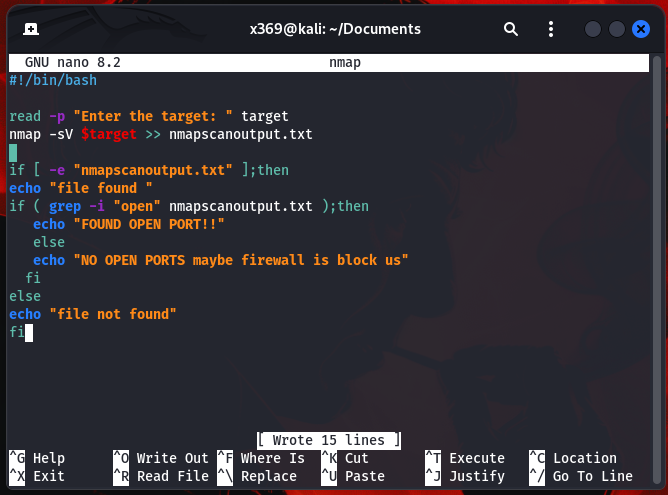 x369@kali: ~/Documents
GNU nano 8.2 nmap
#!/bin/bash
read -p "Enter the target: " target
nmap -sV $target >> nmapscanoutput.txt
if [ -e "nmapscanoutput.txt" ];then
echo "file found "
if ( grep -i "open" nmapscanoutput.txt );then
   echo "FOUND OPEN PORT!!"
   else
   echo "NO OPEN PORTS maybe firewall is block us"
  fi
else
echo "file not found"
fi
[ Wrote 15 lines ]
^G Help ^O Write Out ^F Where Is ^K Cut ^T Execute ^C Location
^X Exit ^R Read File ^\ Replace ^U Paste ^J Justify ^/ Go To Line